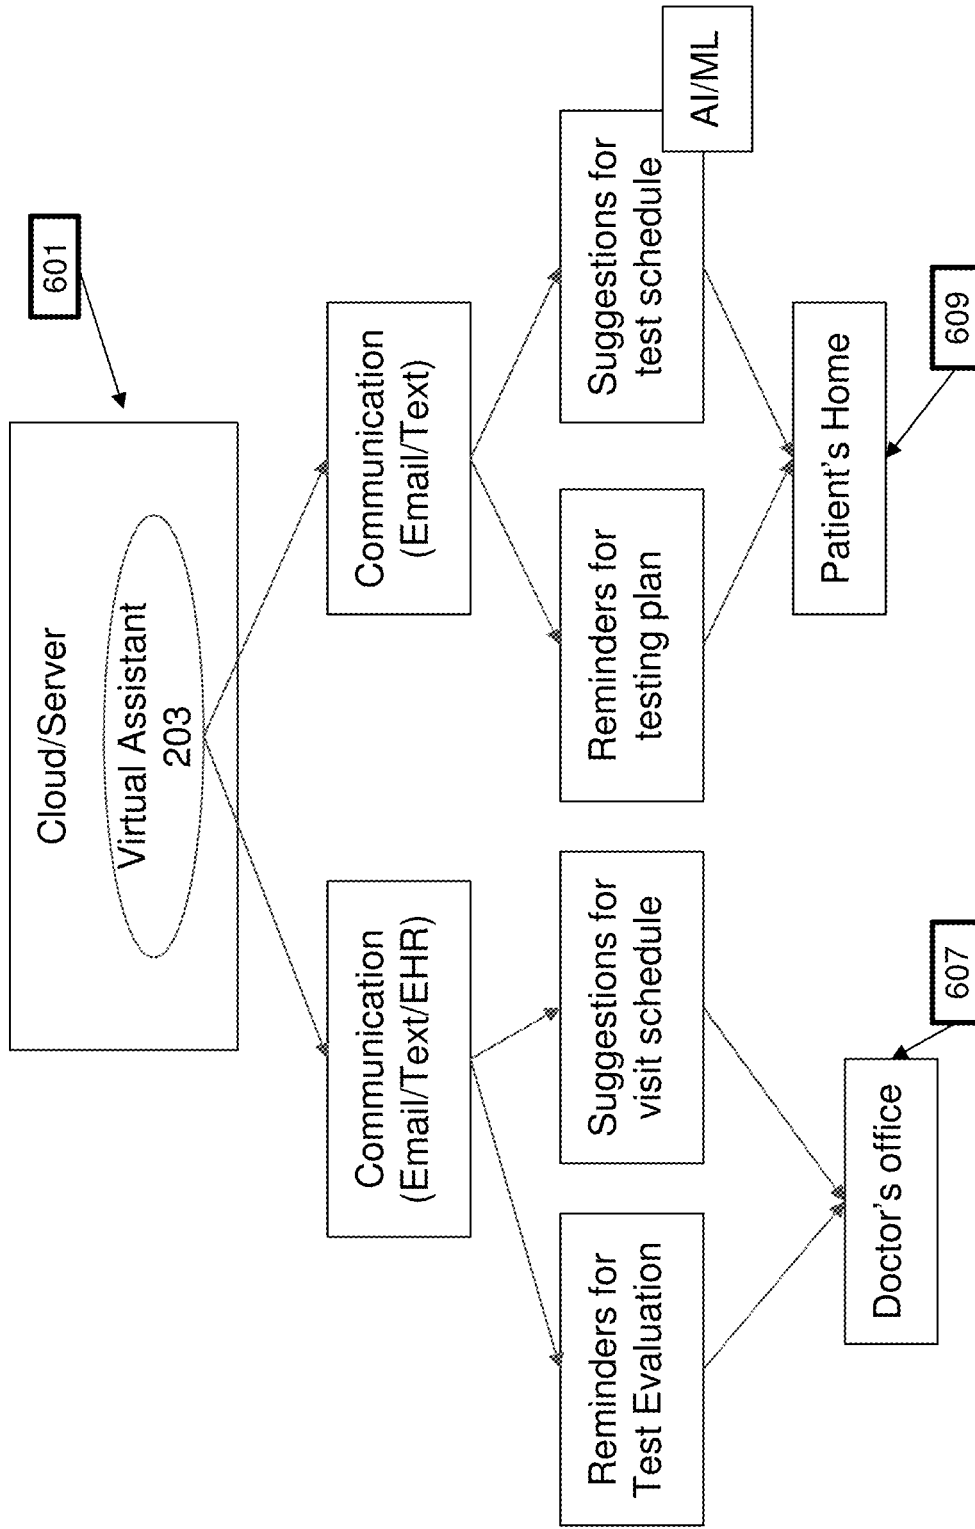 Cloud/Server
601
Virtual Assistant
203
Communication
(Email/Text/EHR)
Communication
(Email/Text)
Reminders for
Test Evaluation
Suggestions for
visit schedule
Reminders for
testing plan
Suggestions for
test schedule
AI/ML
Doctor's office
607
Patient's Home
609